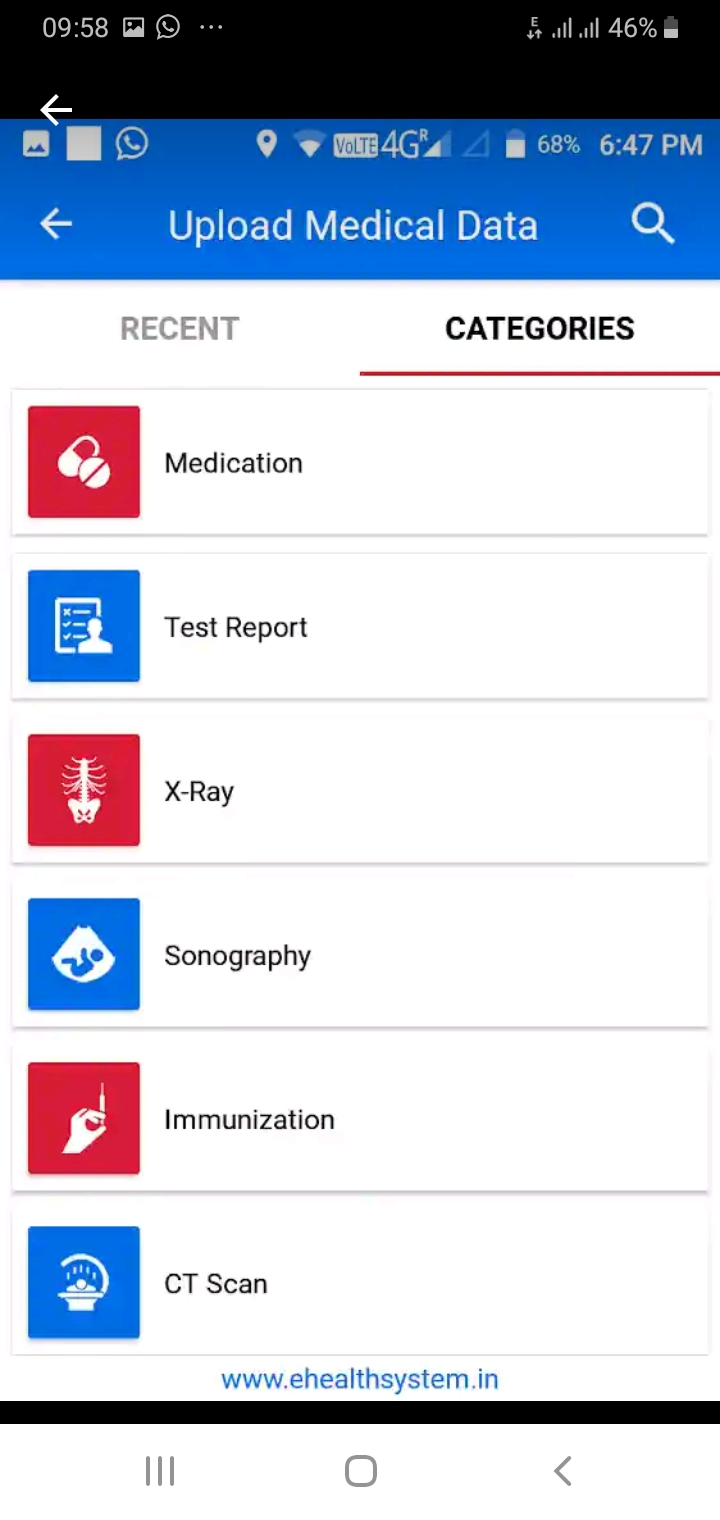 09:58 ... E 46%
VoLTE 4G R 68% 6:47 PM
Upload Medical Data
RECENT CATEGORIES
Medication
Test Report
X-Ray
Sonography
Immunization
CT Scan
www.ehealthsystem.in